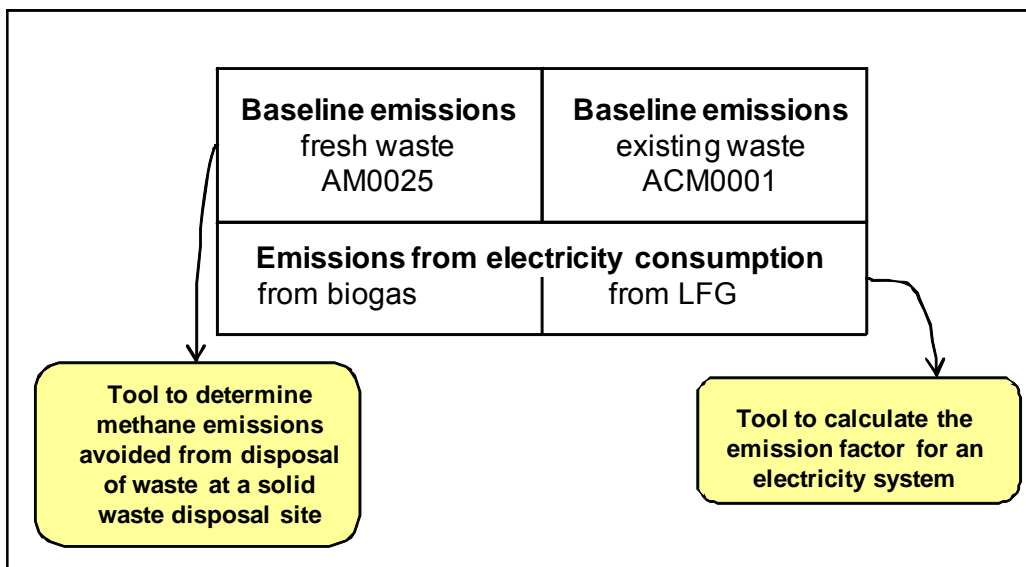 Baseline emissions
fresh waste
AM0025
Baseline emissions
existing waste
ACM0001
Emissions from electricity consumption
from biogas
from LFG
Tool to determine
methane emissions
avoided from disposal
of waste at a solid
waste disposal site
Tool to calculate the
emission factor for an
electricity system